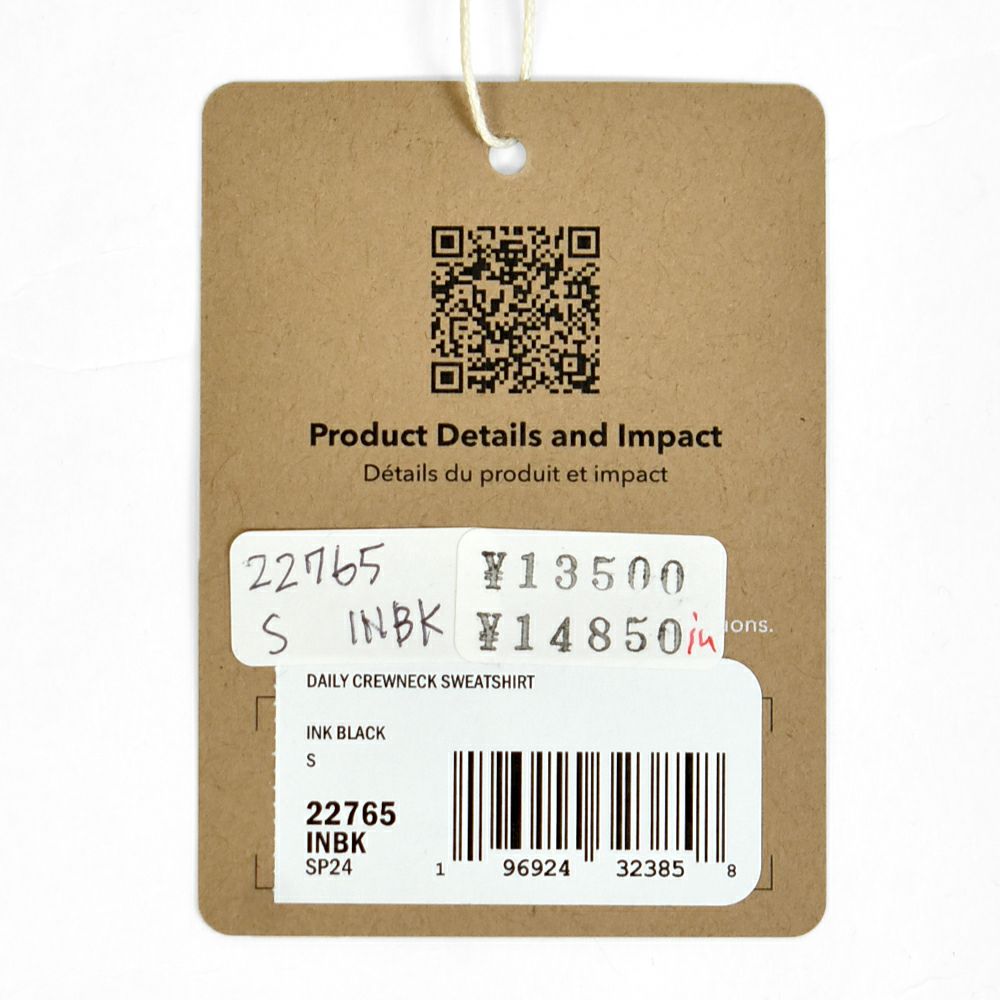 Product Details and Impact
Détails du produit et impact
22765
S INBK
¥13500
¥14850in
ions.
DAILY CREWNECK SWEATSHIRT
INK BLACK
S
22765
INBK
SP24
1 96924 32385 8